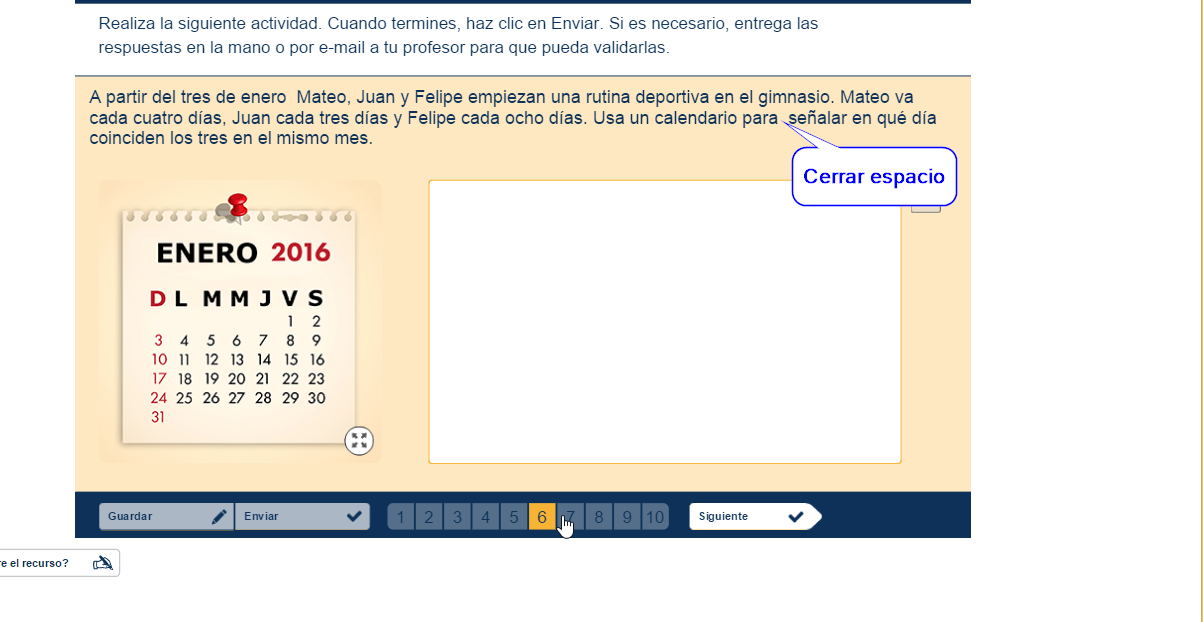 Realiza la siguiente actividad. Cuando termines, haz clic en Enviar. Si es necesario, entrega las
respuestas en la mano o por e-mail a tu profesor para que pueda validarlas.
A partir del tres de enero  Mateo, Juan y Felipe empiezan una rutina deportiva en el gimnasio. Mateo va
cada cuatro días, Juan cada tres días y Felipe cada ocho días. Usa un calendario para  señalar en qué día
coinciden los tres en el mismo mes.
Cerrar espacio
ENERO 2016
D L M M J V S
1 2
3 4 5 6 7 8 9
10 11 12 13 14 15 16
17 18 19 20 21 22 23
24 25 26 27 28 29 30
31
Guardar Enviar 1 2 3 4 5 6 7 8 9 10 Siguiente
re el recurso?